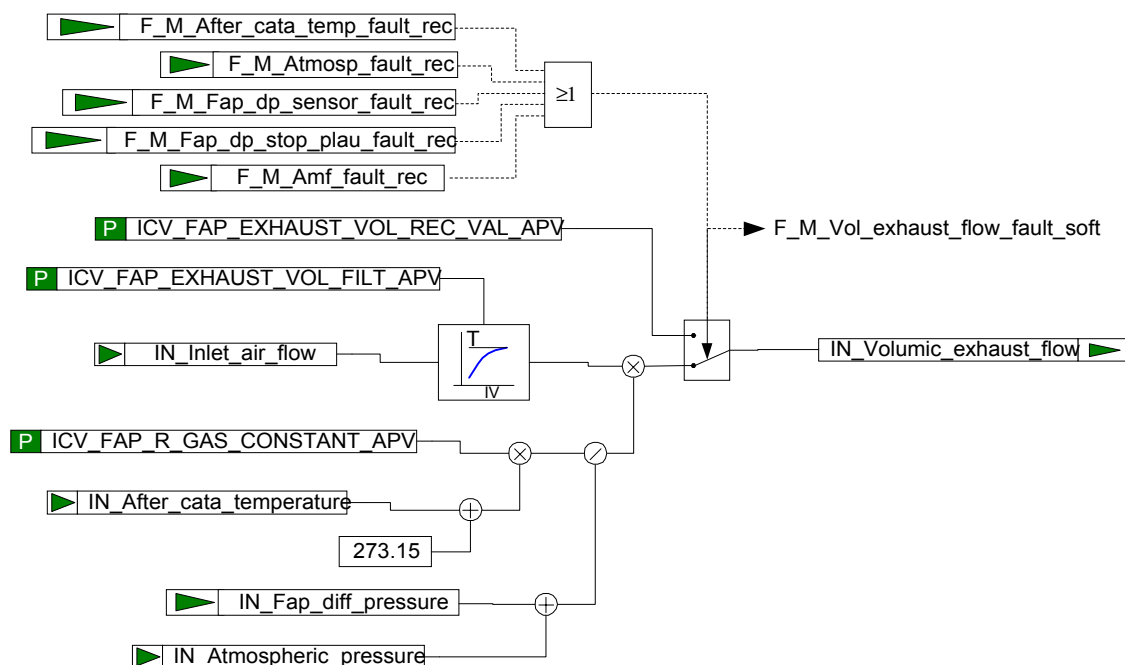 F_M_After_cata_temp_fault_rec
F_M_Atmosp_fault_rec
F_M_Fap_dp_sensor_fault_rec
≥1
F_M_Fap_dp_stop_plau_fault_rec
F_M_Amf_fault_rec
P ICV_FAP_EXHAUST_VOL_REC_VAL_APV
F_M_Vol_exhaust_flow_fault_soft
P ICV_FAP_EXHAUST_VOL_FILT_APV
T
IN_Inlet_air_flow
IN_Volumic_exhaust_flow
IV
P ICV_FAP_R_GAS_CONSTANT_APV
IN_After_cata_temperature
273.15
IN_Fap_diff_pressure
IN_Atmospheric_pressure